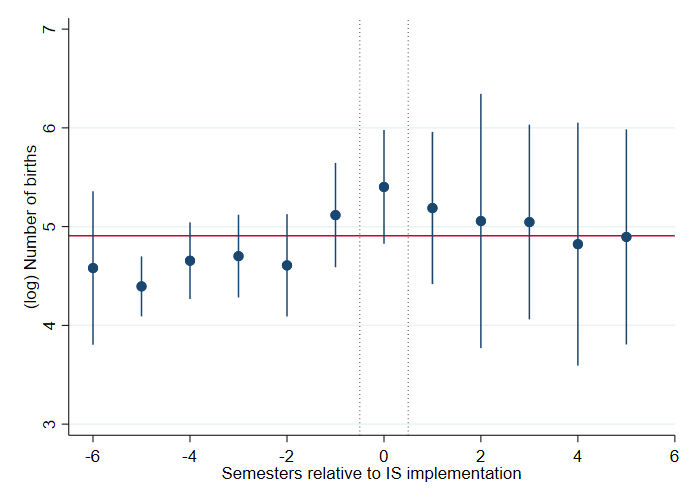 (log) Number of births
7
6
5
4
3
-6 -4 -2 0 2 4 6
Semesters relative to IS implementation